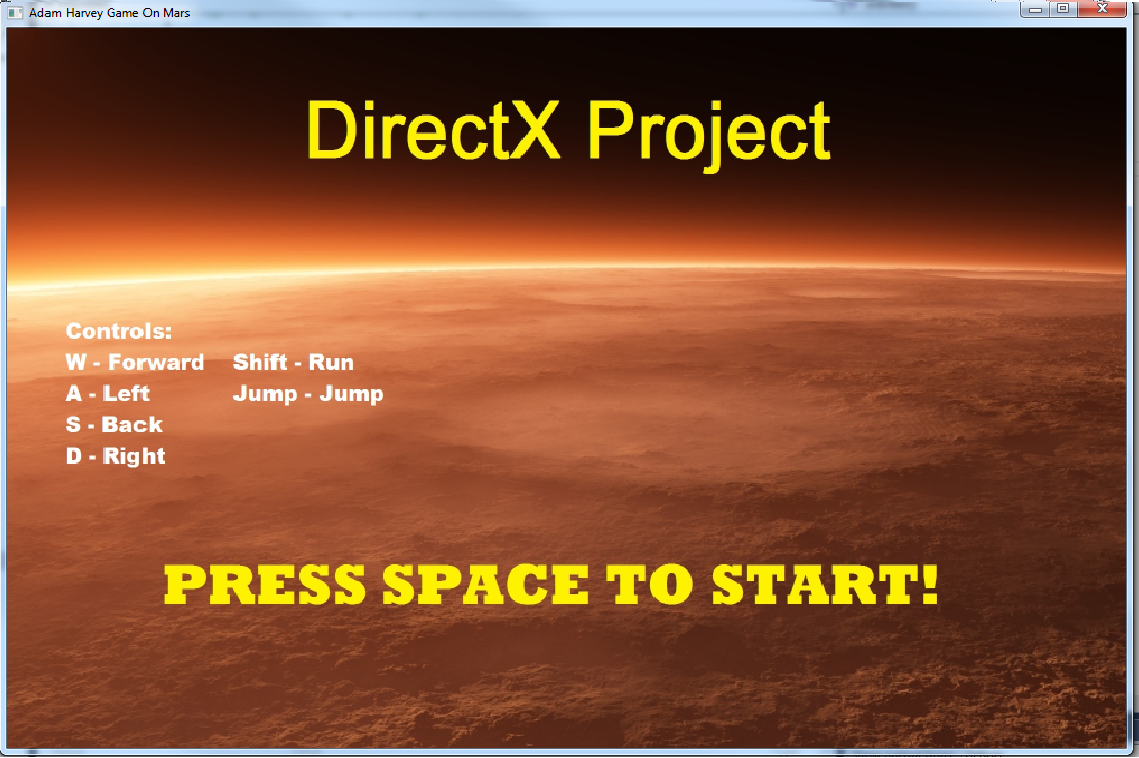 Adam Harvey Game On Mars
DirectX Project
Controls:
W - Forward Shift - Run
A - Left Jump - Jump
S - Back
D - Right
PRESS SPACE TO START!